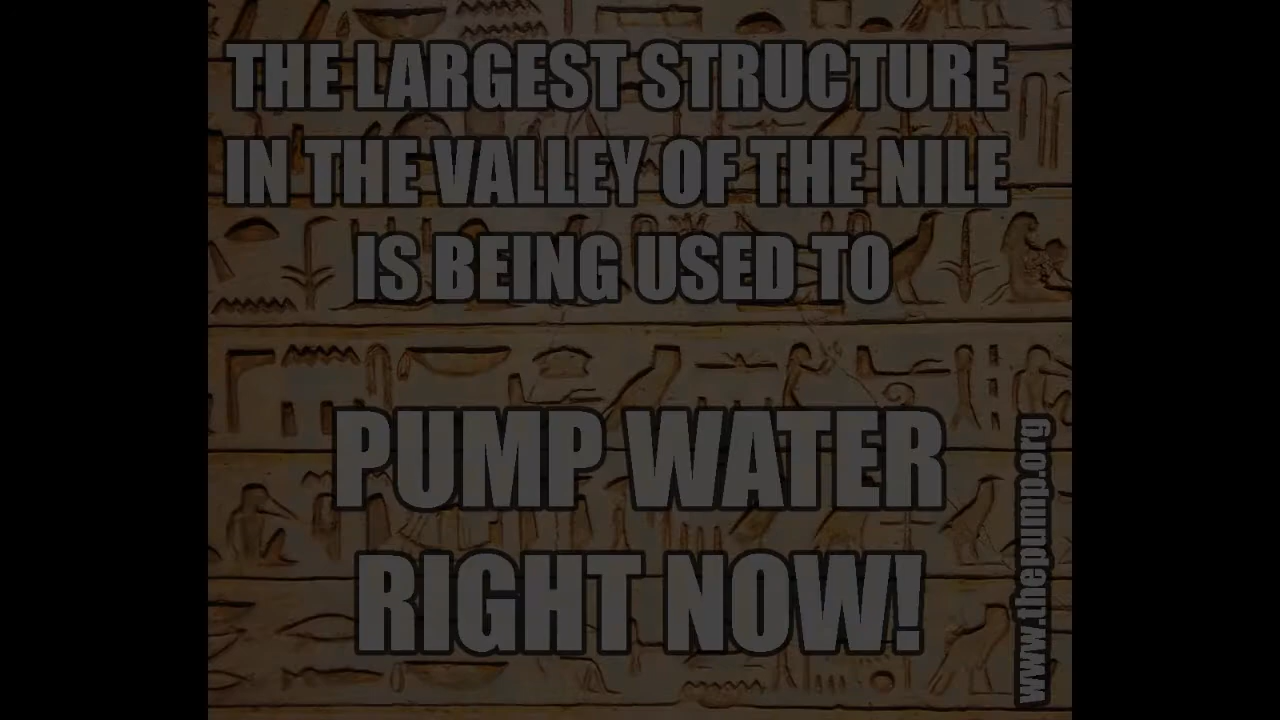 THE LARGEST STRUCTURE
IN THE VALLEY OF THE NILE
IS BEING USED TO
PUMP WATER
RIGHT NOW!
www.thepump.org